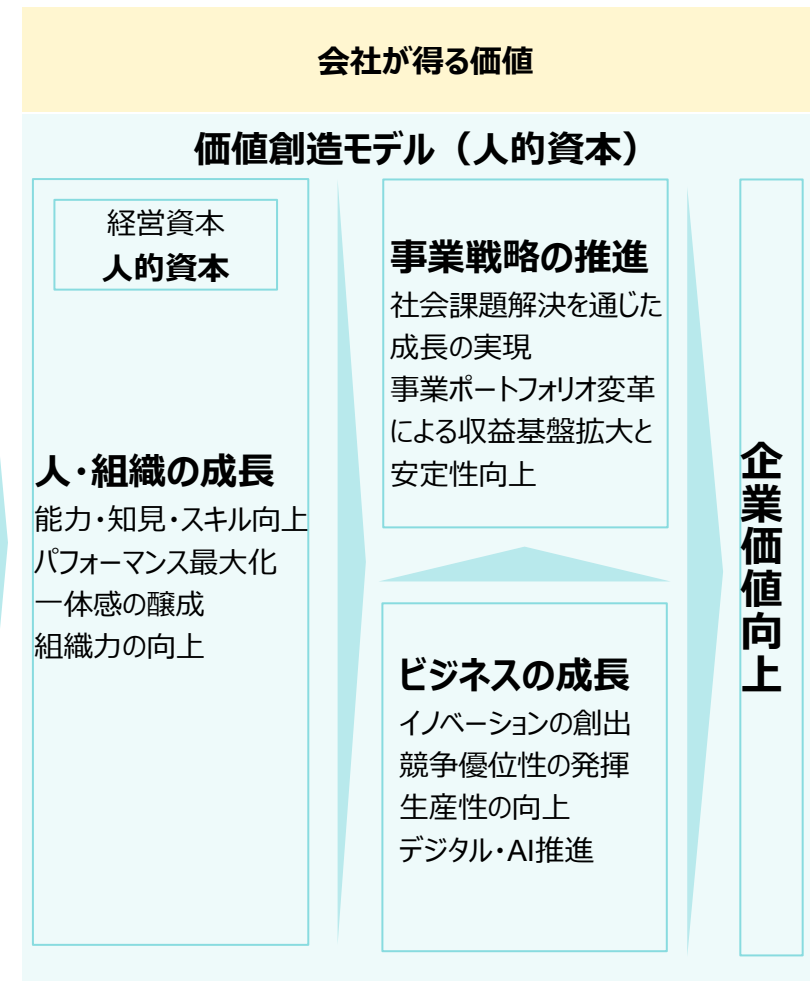 会社が得る価値
価値創造モデル（人的資本）
経営資本
人的資本
人・組織の成長
能力・知見・スキル向上
パフォーマンス最大化
一体感の醸成
組織力の向上
事業戦略の推進
社会課題解決を通じた
成長の実現
事業ポートフォリオ変革
による収益基盤拡大と
安定性向上
ビジネスの成長
イノベーションの創出
競争優位性の発揮
生産性の向上
デジタル・AI推進
企業価値向上